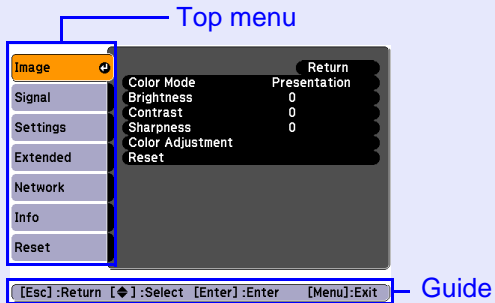 Top menu
Image
Signal
Settings
Extended
Network
Info
Reset
Return
Color Mode Presentation
Brightness 0
Contrast 0
Sharpness 0
Color Adjustment
Reset
[Esc] :Return [◆] :Select [Enter] :Enter [Menu]:Exit
Guide